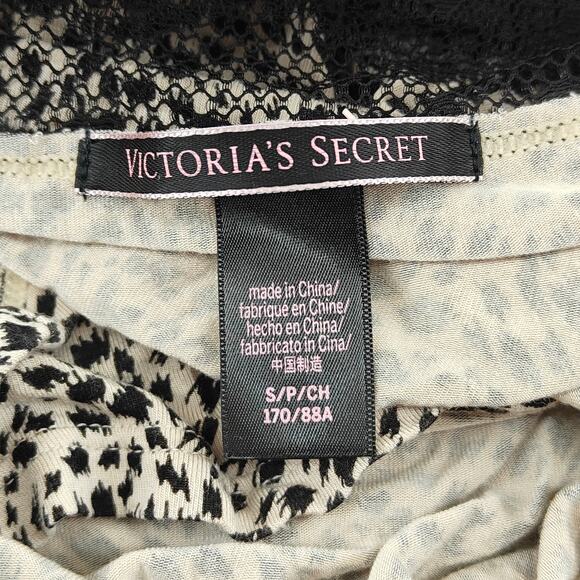 VICTORIA'S SECRET
made in China/
fabriqué en Chine/
hecho en China/
fabbricato in Cina/
中国制造
S/P/CH
170/88A